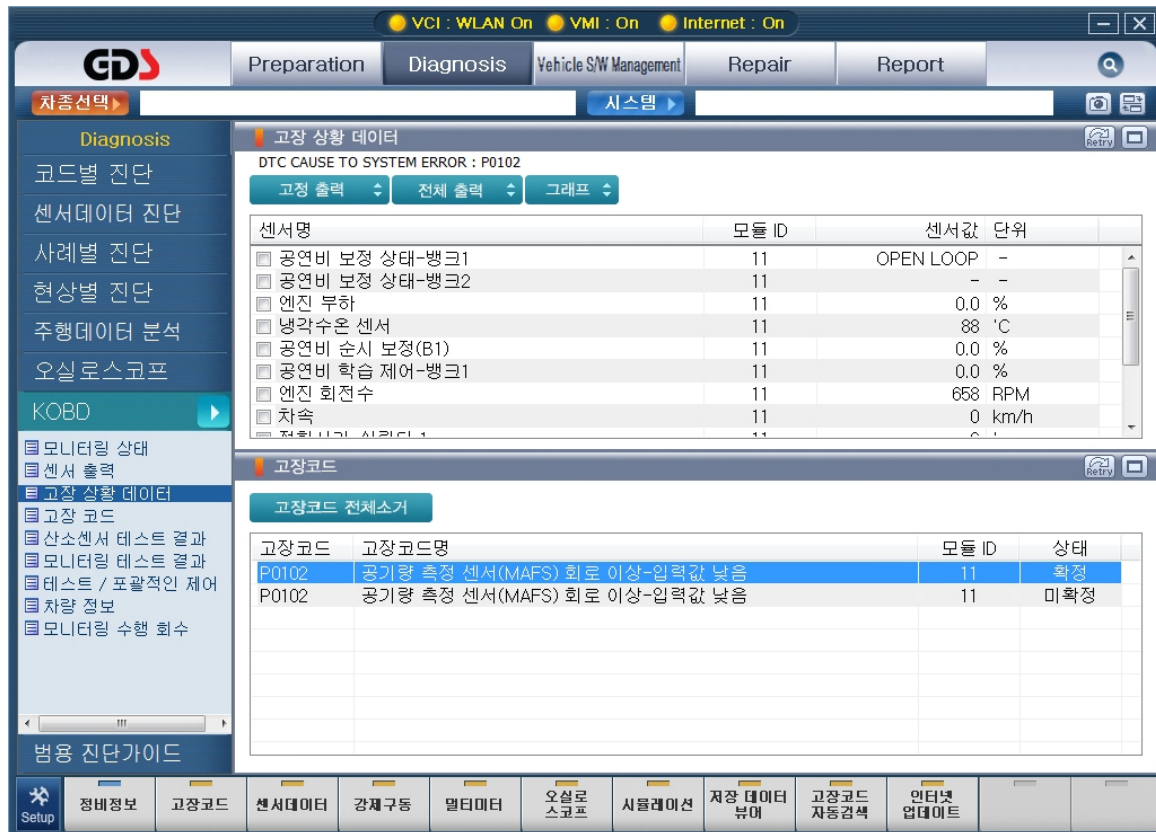 VCI : WLAN On VMI : On Internet : On
GDS Preparation Diagnosis Vehicle S/W Management Repair Report
차종선택 시스템
Diagnosis
코드별 진단
센서데이터 진단
사례별 진단
현상별 진단
주행데이터 분석
오실로스코프
KOBD
모니터링 상태
센서 출력
고장 상황 데이터
고장 코드
산소센서 테스트 결과
모니터링 테스트 결과
테스트 / 포괄적인 제어
차량 정보
모니터링 수행 회수
범용 진단가이드
고장 상황 데이터 Retry
DTC CAUSE TO SYSTEM ERROR : P0102
고정 출력 전체 출력 그래프
센서명 모듈 ID 센서값 단위
공연비 보정 상태-뱅크1 11 OPEN LOOP -
공연비 보정 상태-뱅크2 11 - -
엔진 부하 11 0.0 %
냉각수온 센서 11 88 'C
공연비 순시 보정(B1) 11 0.0 %
공연비 학습 제어-뱅크1 11 0.0 %
엔진 회전수 11 658 RPM
차속 11 0 km/h
고장코드 Retry
고장코드 전체소거
고장코드 고장코드명 모듈 ID 상태
P0102 공기량 측정 센서(MAFS) 회로 이상-입력값 낮음 11 확정
P0102 공기량 측정 센서(MAFS) 회로 이상-입력값 낮음 11 미확정
Setup 정비정보 고장코드 센서데이터 강제구동 멀티미터 오실로 스코프 시뮬레이션 저장 데이터 뷰어 고장코드 자동검색 인터넷 업데이트